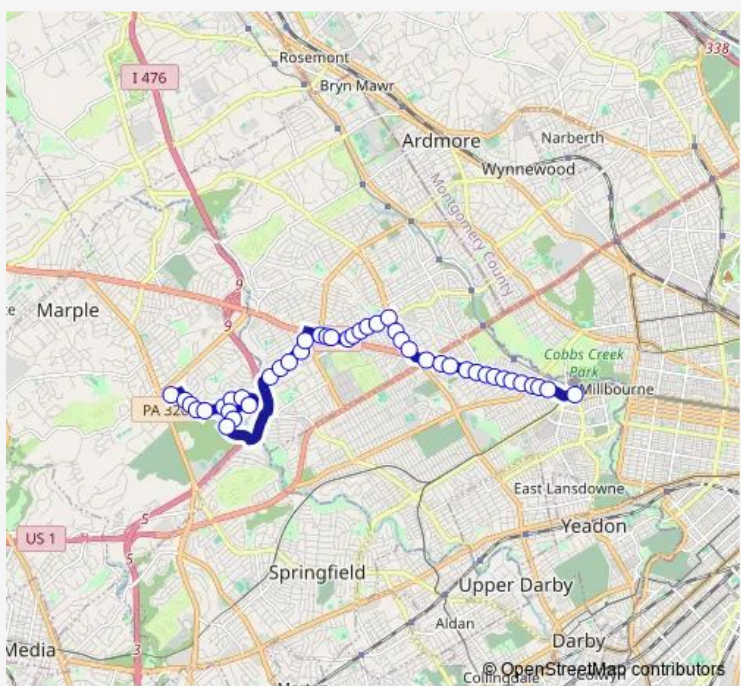 338
Rosemont
I 476
Bryn Mawr
Ardmore
Narberth
Wynnewood
Montgomery County
9
Marple
9
Cobbs Creek
Park
Millbourne
PA 32
East Lansdowne
5
Yeadon
US 1
5
Springfield
Upper Darby
Aldan
Darby
Media
3
© OpenStreetMap contributors